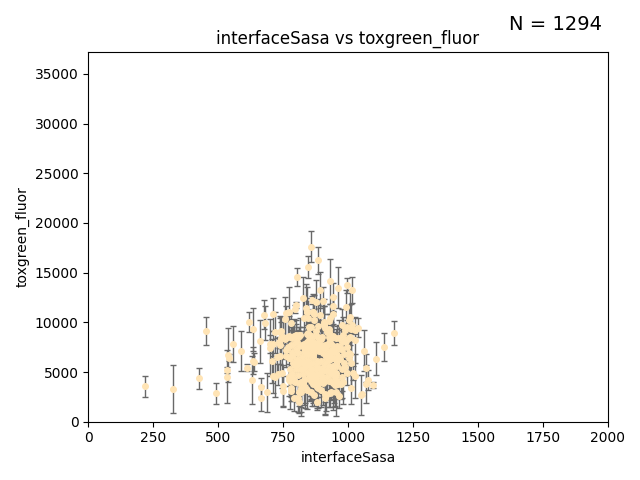 N = 1294
interfaceSasa vs toxgreen_fluor
35000
30000
25000
20000
15000
10000
5000
0
toxgreen_fluor
0 250 500 750 1000 1250 1500 1750 2000
interfaceSasa